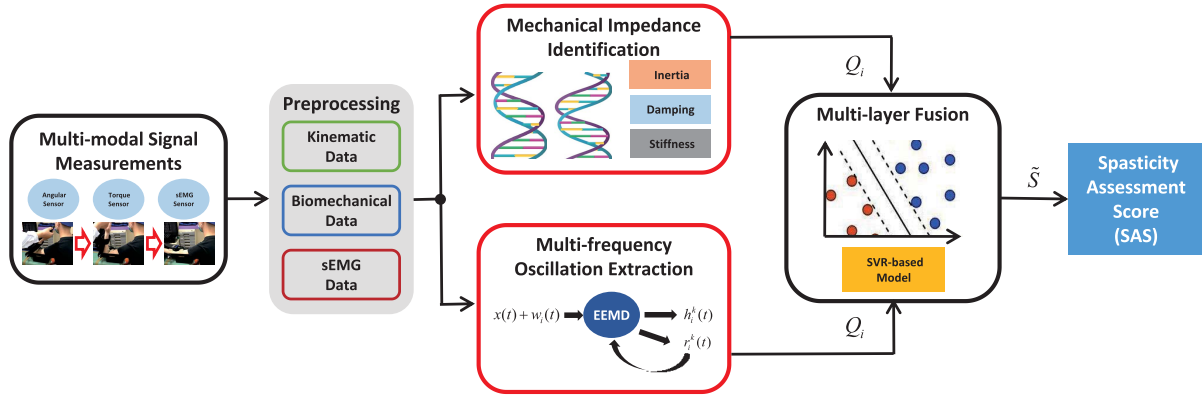 Multi-modal Signal
Measurements
Angular
Sensor
Torque
Sensor
sEMG
Sensor
Preprocessing
Kinematic
Data
Biomechanical
Data
sEMG
Data
Mechanical Impedance
Identification
Inertia
Damping
Stiffness
Multi-frequency
Oscillation Extraction
x(t) + w_i(t)
EEMD
h_i^k(t)
r_i^k(t)
Q_i
Multi-layer Fusion
SVR-based
Model
Q_i
S̃
Spasticity
Assessment
Score
(SAS)